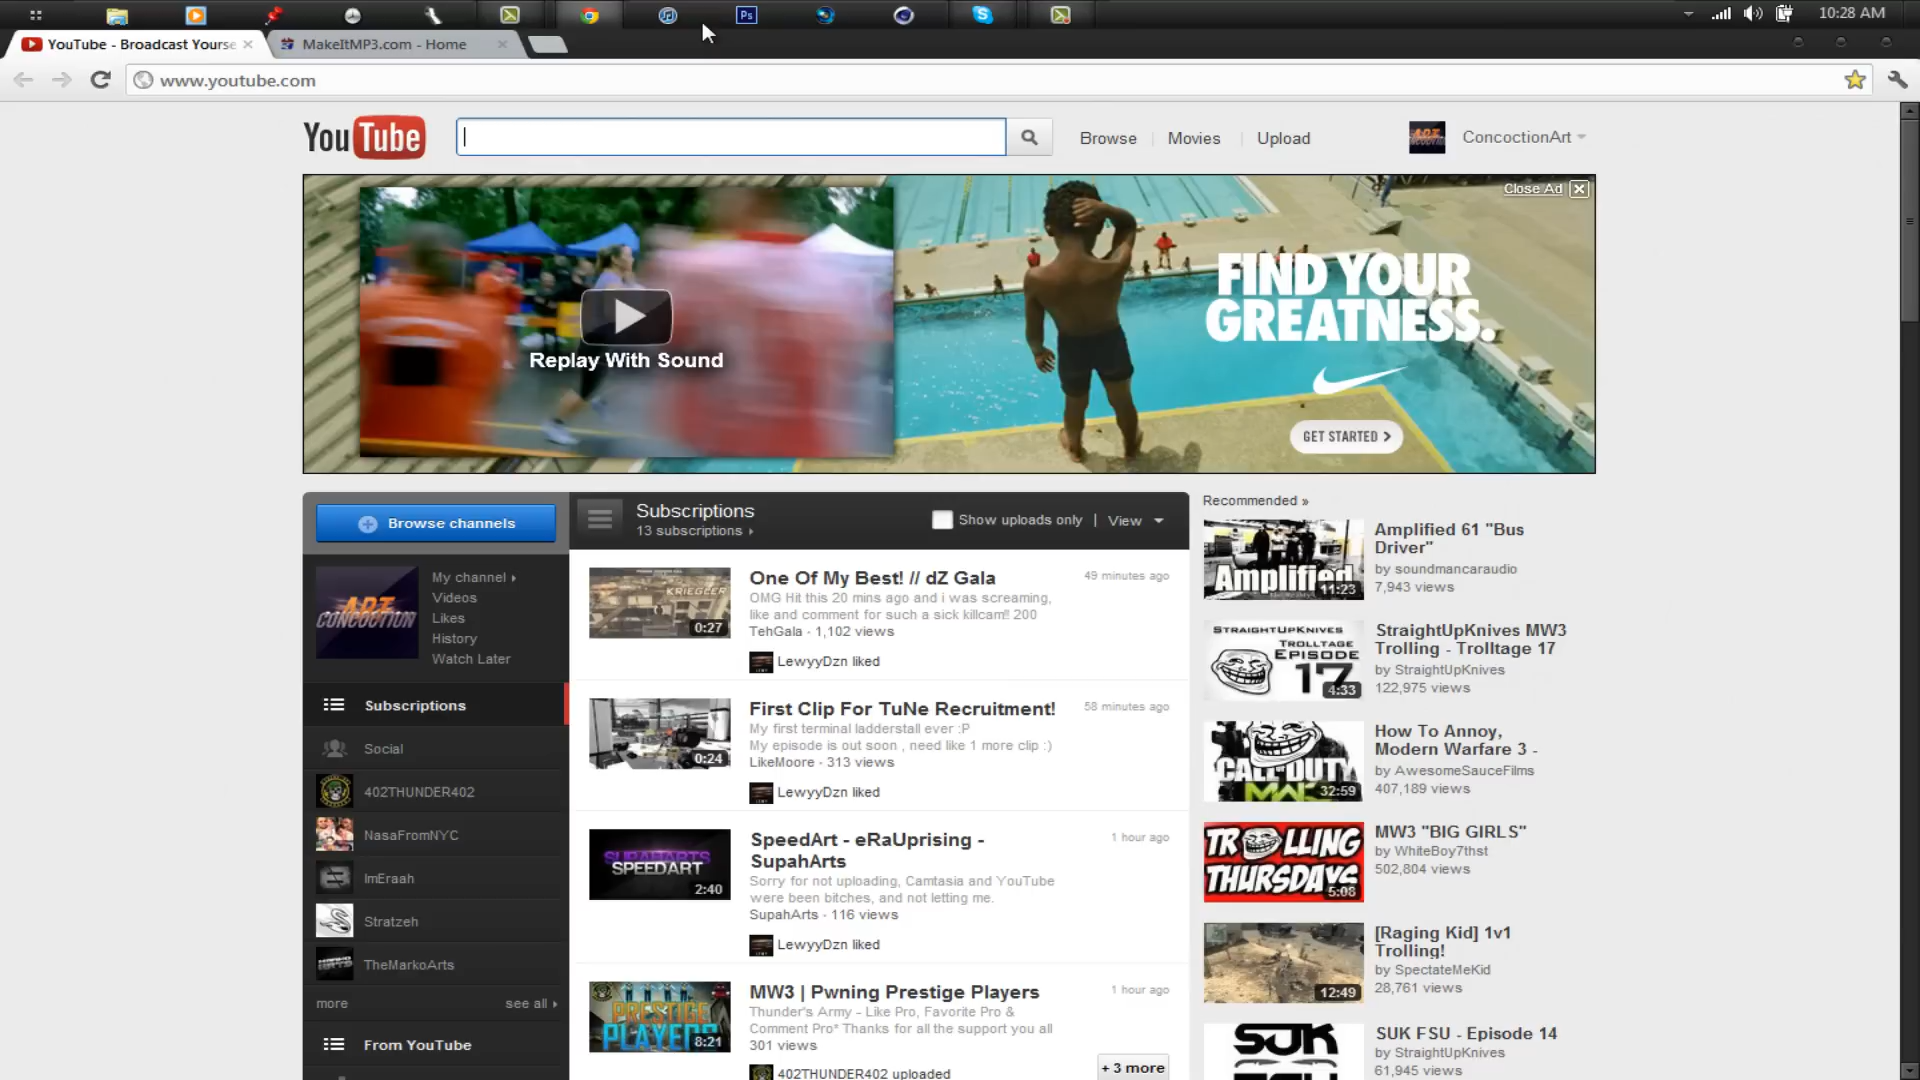 10:28 AM
YouTube - Broadcast Yourse
MakeItMP3.com - Home
www.youtube.com
YouTube
Browse
Movies
Upload
ConcoctionArt
Close Ad
Replay With Sound
FIND YOUR
GREATNESS.
GET STARTED
Browse channels
My channel
Videos
Likes
History
Watch Later
Subscriptions
Social
402THUNDER402
NasaFromNYC
ImEraah
Stratzeh
TheMarkoArts
more
see all
From YouTube
Subscriptions
13 subscriptions
Show uploads only | View
KRIEGLER
0:27
One Of My Best! // dZ Gala
49 minutes ago
OMG Hit this 20 mins ago and i was screaming,
like and comment for such a sick killcam!! 200
TehGala · 1,102 views
LewyyDzn liked
0:24
First Clip For TuNe Recruitment!
58 minutes ago
My first terminal ladderstall ever :P
My episode is out soon , need like 1 more clip :)
LikeMoore · 313 views
LewyyDzn liked
SUPAHARTS
SPEEDART
2:40
SpeedArt - eRaUprising -
SupahArts
1 hour ago
Sorry for not uploading, Camtasia and YouTube
were been bitches, and not letting me.
SupahArts · 116 views
LewyyDzn liked
PRESTIGE
PLAYERS
8:21
MW3 | Pwning Prestige Players
1 hour ago
Thunder's Army - Like Pro, Favorite Pro &
Comment Pro* Thanks for all the support you all
301 views
402THUNDER402 uploaded
+ 3 more
Recommended »
Amplified
11:23
Amplified 61 "Bus
Driver"
by soundmancaraudio
7,943 views
STRAIGHTUPKNIVES
TROLLTAGE
EPISODE
17
4:33
StraightUpKnives MW3
Trolling - Trolltage 17
by StraightUpKnives
122,975 views
CALL OF DUTY
MW3
32:59
How To Annoy,
Modern Warfare 3 -
by AwesomeSauceFilms
407,189 views
TROLLING
THURSDAYS
5:08
MW3 "BIG GIRLS"
by WhiteBoy7thst
502,804 views
12:49
[Raging Kid] 1v1
Trolling!
by SpectateMeKid
28,761 views
SUK
FSU
SUK FSU - Episode 14
by StraightUpKnives
61,945 views